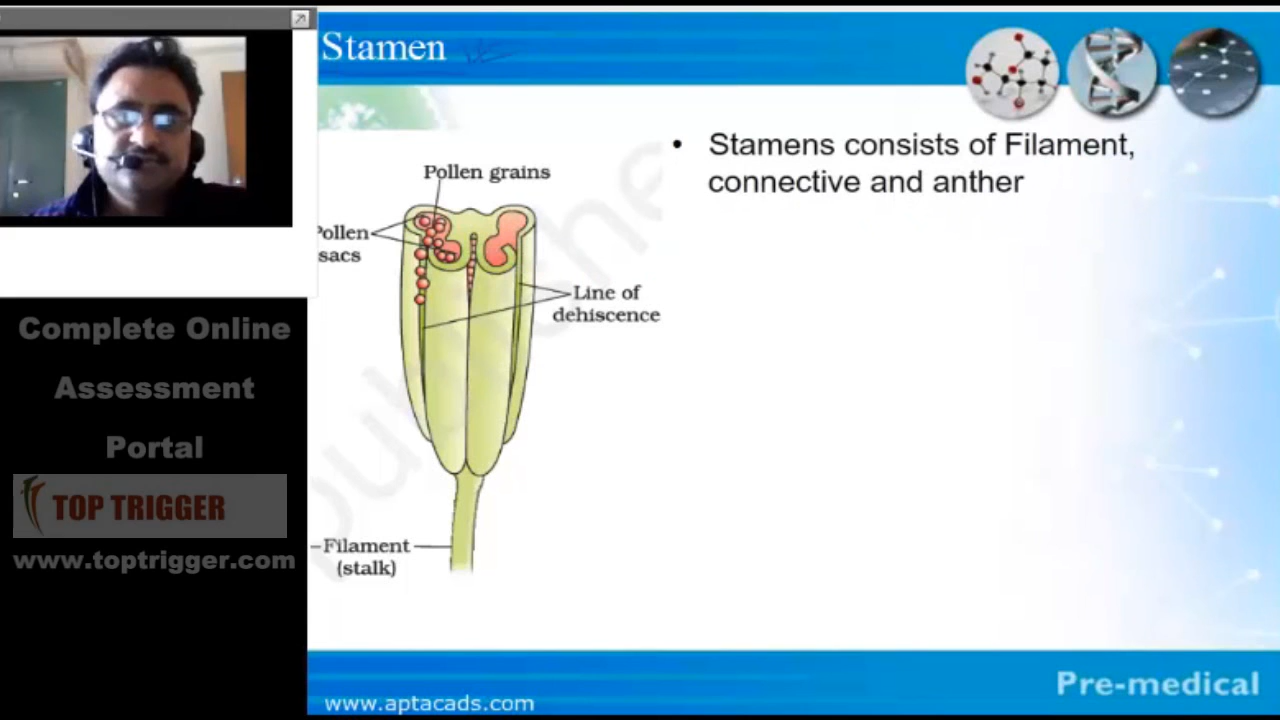 Stamen
• Stamens consists of Filament,
connective and anther
Pollen grains
Pollen
sacs
Line of
dehiscence
Filament
(stalk)
Complete Online
Assessment
Portal
TOP TRIGGER
www.toptrigger.com
www.aptacads.com
Pre-medical